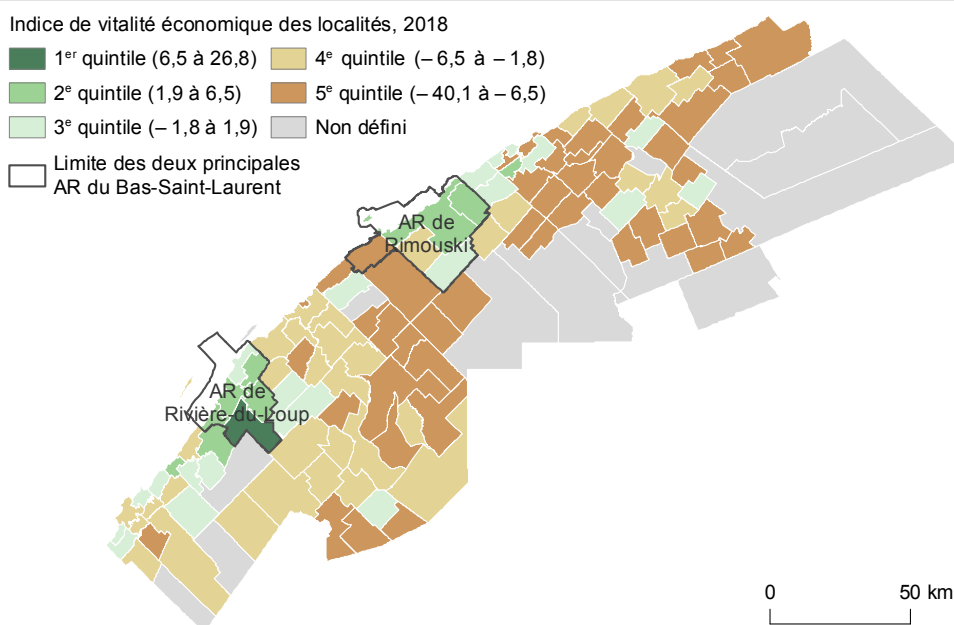 Indice de vitalité économique des localités, 2018
1er quintile (6,5 à 26,8)
4e quintile (– 6,5 à – 1,8)
2e quintile (1,9 à 6,5)
5e quintile (– 40,1 à – 6,5)
3e quintile (– 1,8 à 1,9)
Non défini
Limite des deux principales
AR du Bas-Saint-Laurent
AR de
Rimouski
AR de
Rivière-du-Loup
0 50 km